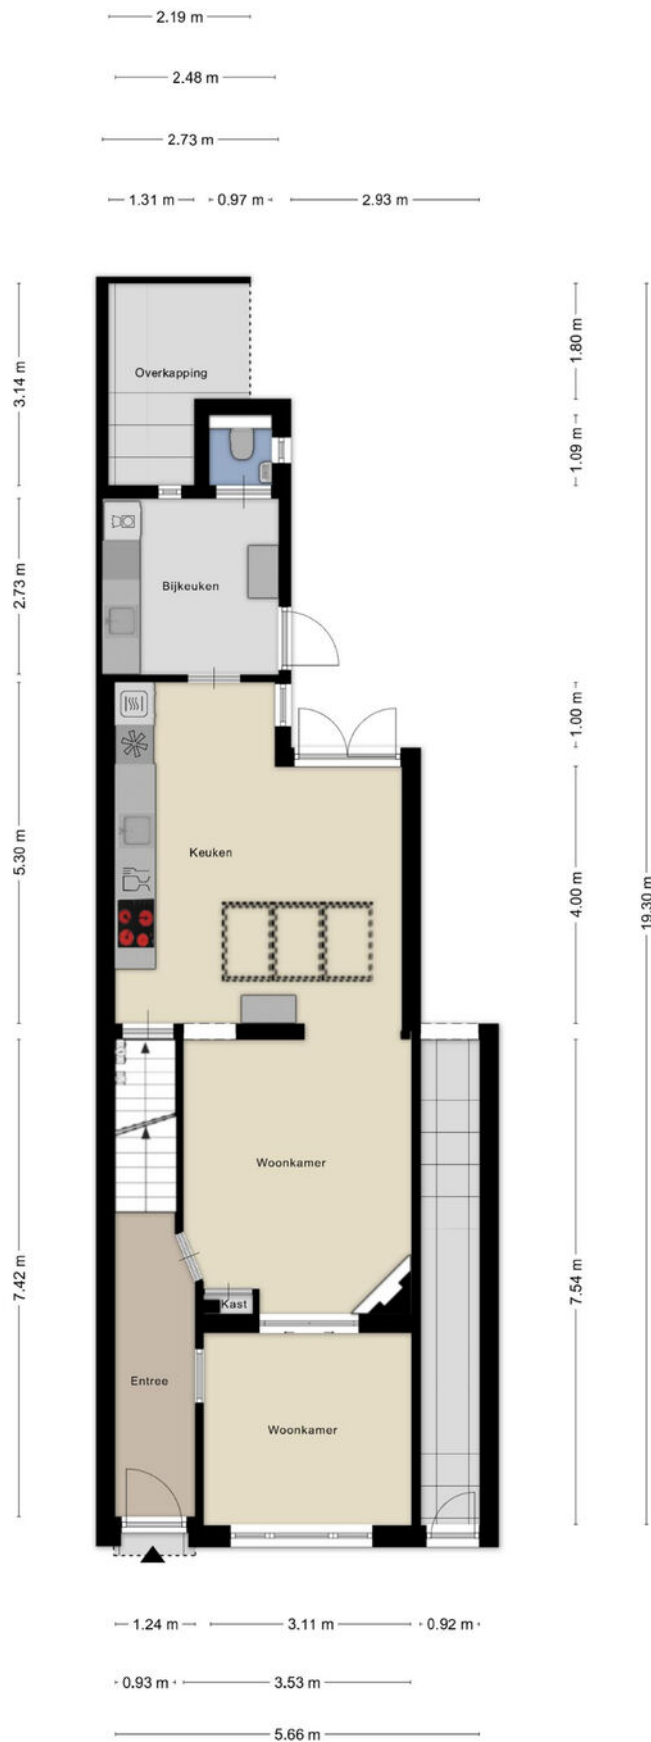 2.19 m
2.48 m
2.73 m
1.31 m 0.97 m 2.93 m
3.14 m
1.80 m
Overkapping
1.09 m
2.73 m
Bijkeuken
1.00 m
5.30 m
Keuken
4.00 m
19.30 m
Woonkamer
7.42 m
7.54 m
Kast
Entree
Woonkamer
1.24 m 3.11 m 0.92 m
0.93 m 3.53 m
5.66 m